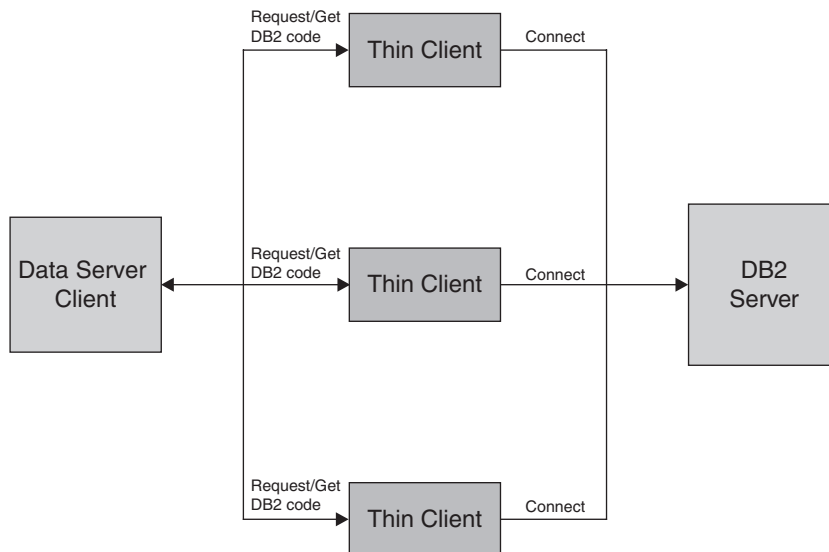 Request/Get
DB2 code
Thin Client
Connect
Data Server
Client
Request/Get
DB2 code
Thin Client
Connect
DB2
Server
Request/Get
DB2 code
Thin Client
Connect